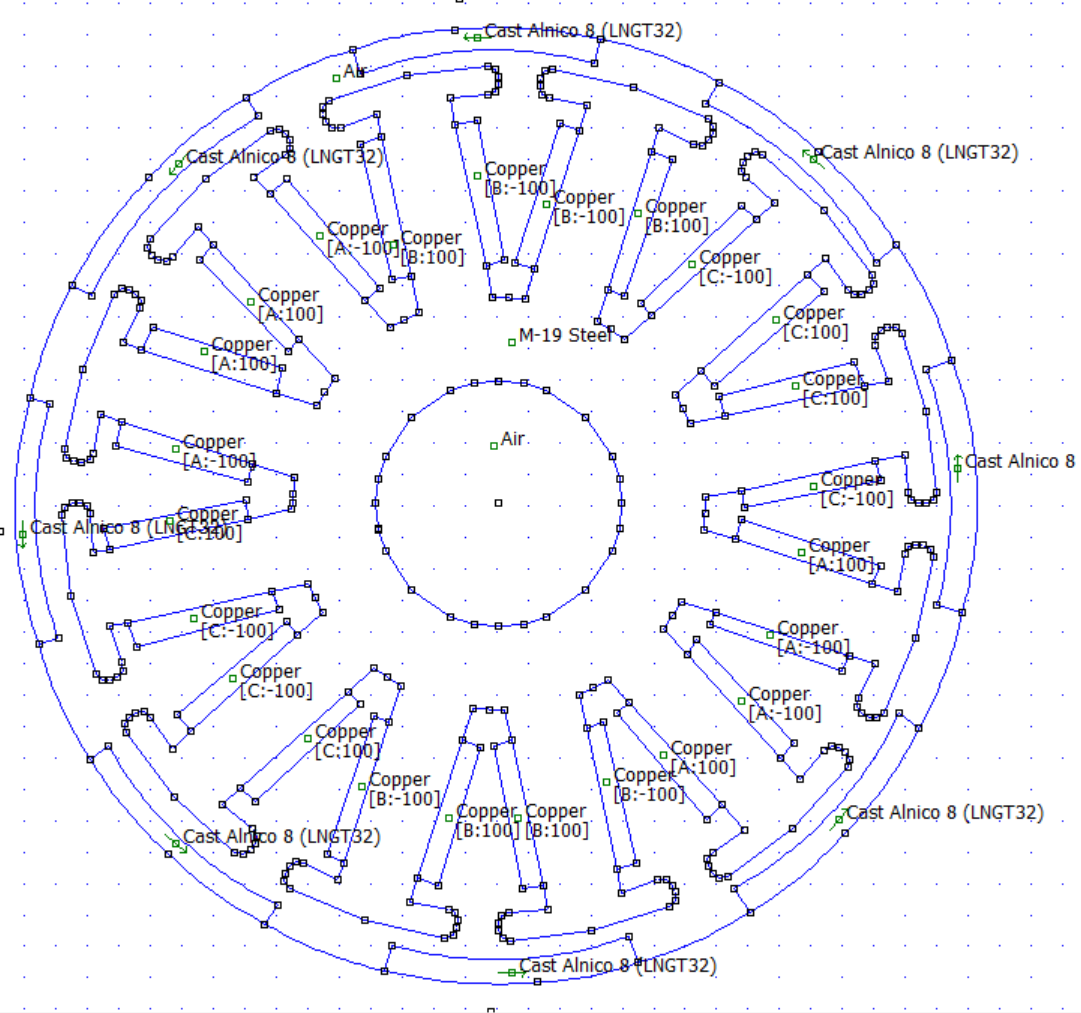 Cast Alnico 8 (LNGT32)
Air
Cast Alnico 8 (LNGT32)
Cast Alnico 8 (LNGT32)
Copper
[B:-100]
Copper
[B:-100]
Copper
[B:100]
Copper
[A:-100]
Copper
[B:100]
Copper
[C:-100]
Copper
[A:100]
Copper
[C:100]
M-19 Steel
Copper
[A:100]
Copper
[C:100]
Air
Copper
[A:-100]
Cast Alnico 8
Copper
[C:-100]
Cast Alnico 8 (LNGT32)
Copper
[C:100]
Copper
[A:100]
Copper
[C:-100]
Copper
[A:-100]
Copper
[C:-100]
Copper
[A:-100]
Copper
[C:100]
Copper
[A:100]
Copper
[B:-100]
Copper
[B:-100]
Copper
[B:100]
Copper
[B:100]
Cast Alnico 8 (LNGT32)
Cast Alnico 8 (LNGT32)
Cast Alnico 8 (LNGT32)